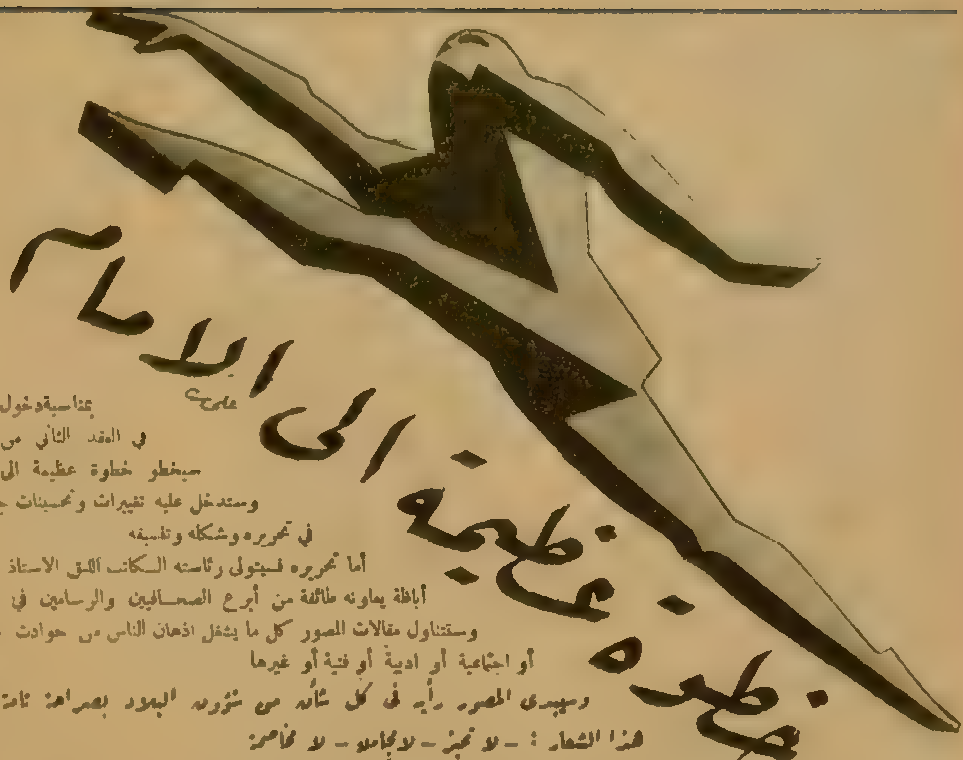 خطوة عظيمة الى الامام
بمناسبة دخول
في العقد الثاني من
سيخطو خطوة عظيمة الى
وستدخل عليه تغييرات وتحسينات
في تحريره وشكله وتنسيقه
أما تحريره فسيتولى رئاسته الكاتب اللبق الاستاذ
أباظة يعاونه طائفة من أبرع الصحافيين والرسامين في
وستتناول مقالات المصور كل ما يشغل اذهان الناس من حوادث
أو اجتماعية أو ادبية أو فنية أو غيرها
وسيبدى المصور رأيه في كل شأن من شؤون البلاد بصراحة تامة
هذا الشعار : – لا تحيز – لا مجاملة – لا مخاصمة